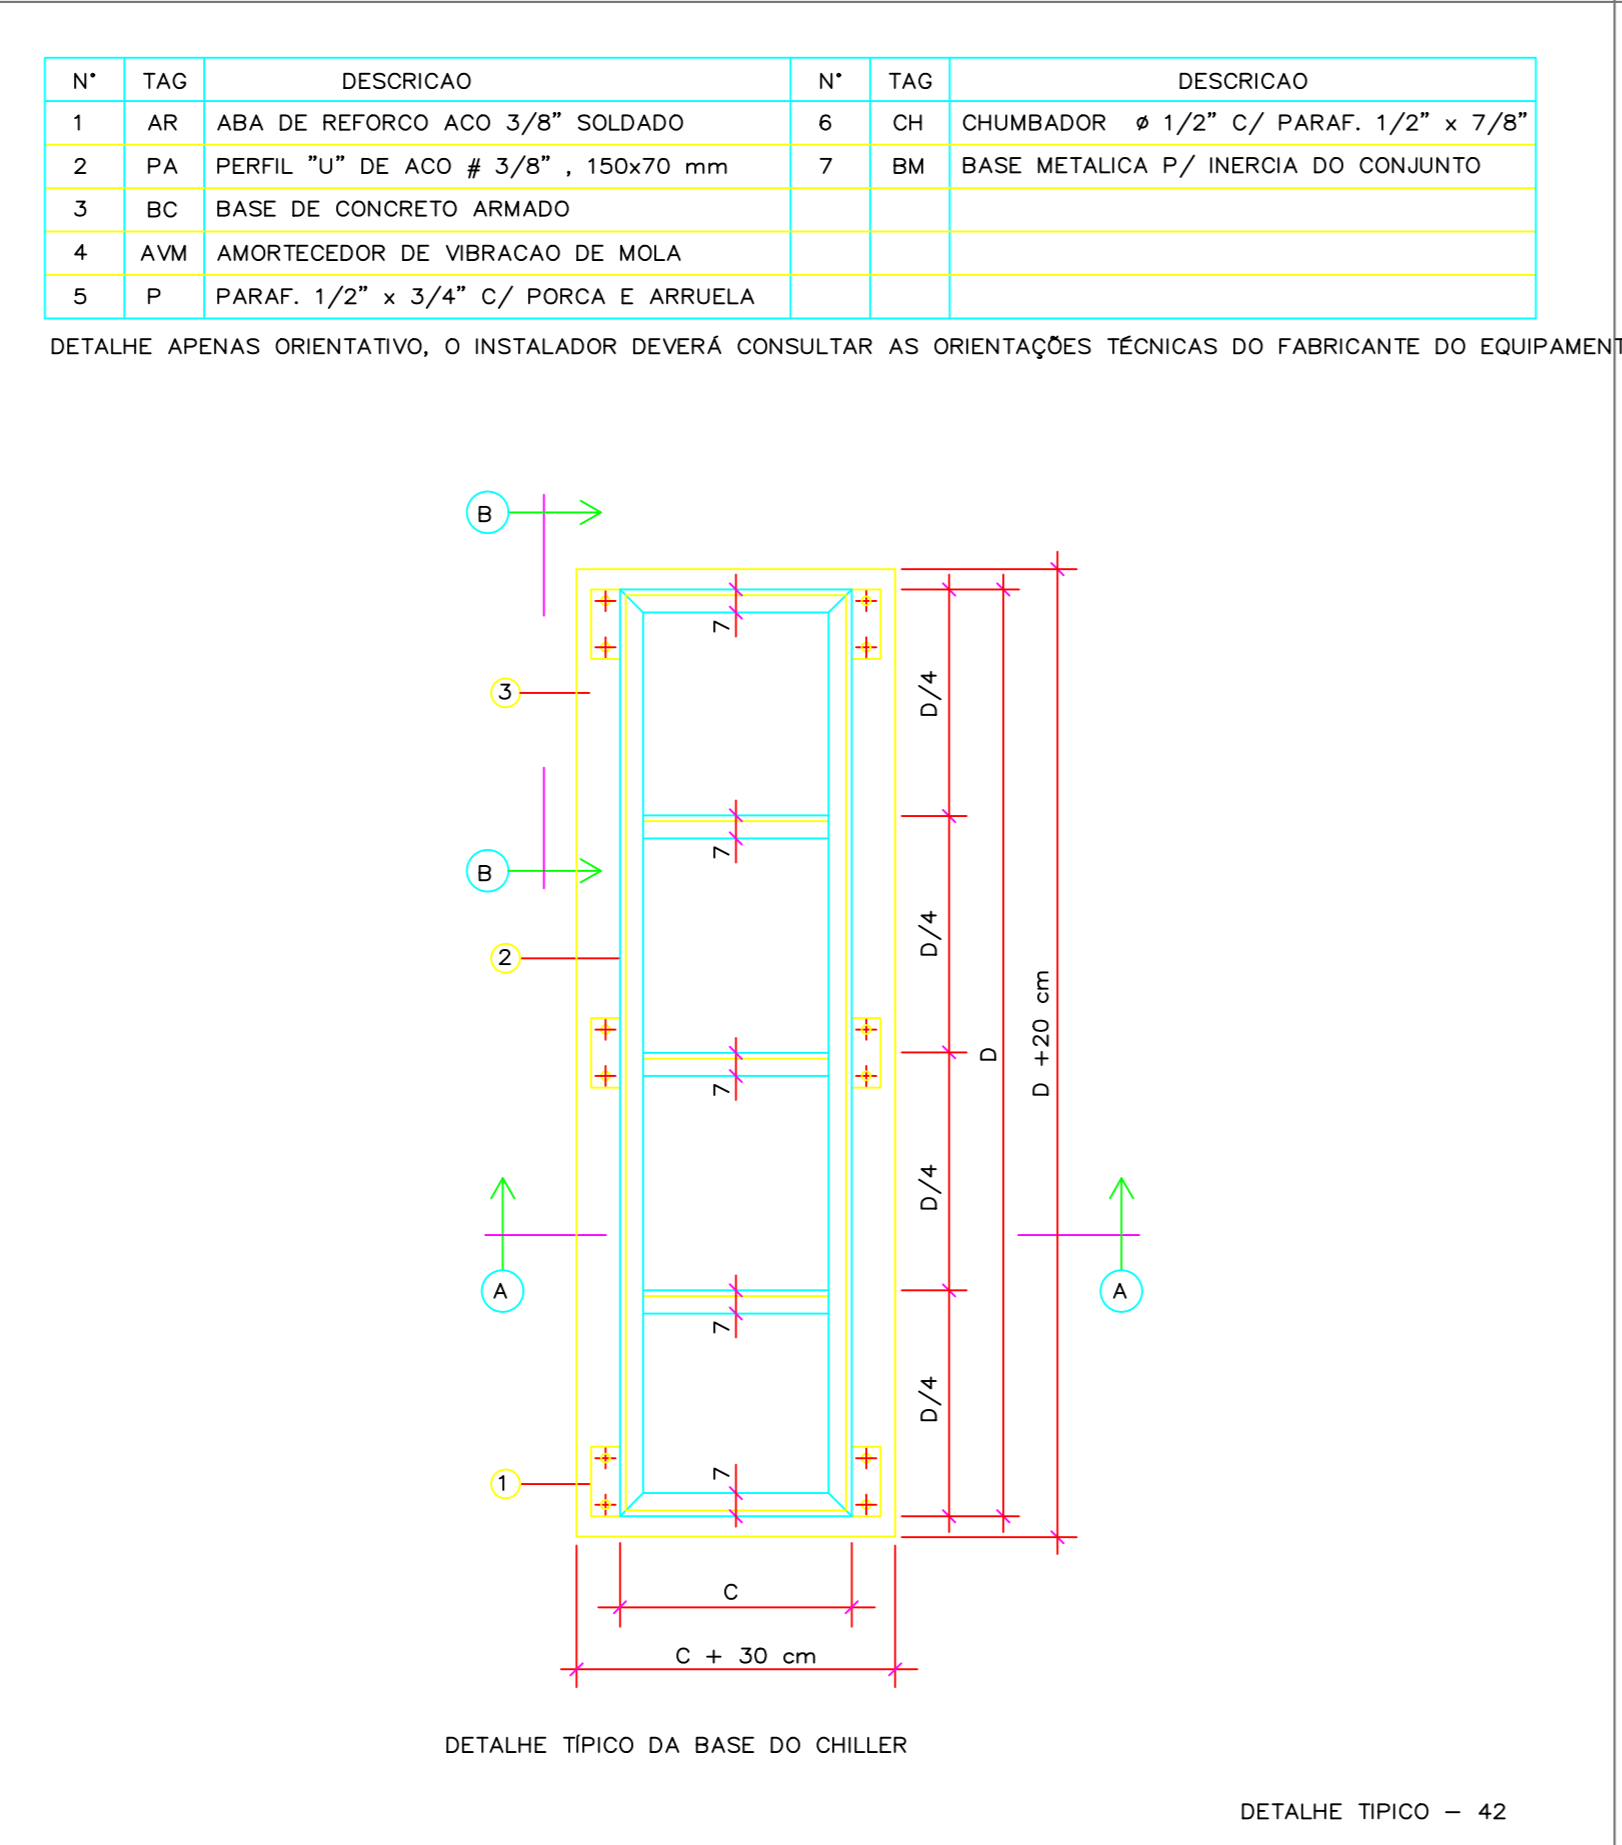 N° TAG DESCRICAO N° TAG DESCRICAO
1 AR ABA DE REFORCO ACO 3/8" SOLDADO 6 CH CHUMBADOR ø 1/2" C/ PARAF. 1/2" x 7/8"
2 PA PERFIL "U" DE ACO # 3/8" , 150x70 mm 7 BM BASE METALICA P/ INERCIA DO CONJUNTO
3 BC BASE DE CONCRETO ARMADO
4 AVM AMORTECEDOR DE VIBRACAO DE MOLA
5 P PARAF. 1/2" x 3/4" C/ PORCA E ARRUELA
DETALHE APENAS ORIENTATIVO, O INSTALADOR DEVERÁ CONSULTAR AS ORIENTAÇÕES TÉCNICAS DO FABRICANTE DO EQUIPAMENT
B
7
3
D/4
7
B
D/4
2
D +20 cm
D
7
D/4
A
A
7
D/4
7
1
C
C + 30 cm
DETALHE TÍPICO DA BASE DO CHILLER
DETALHE TIPICO – 42